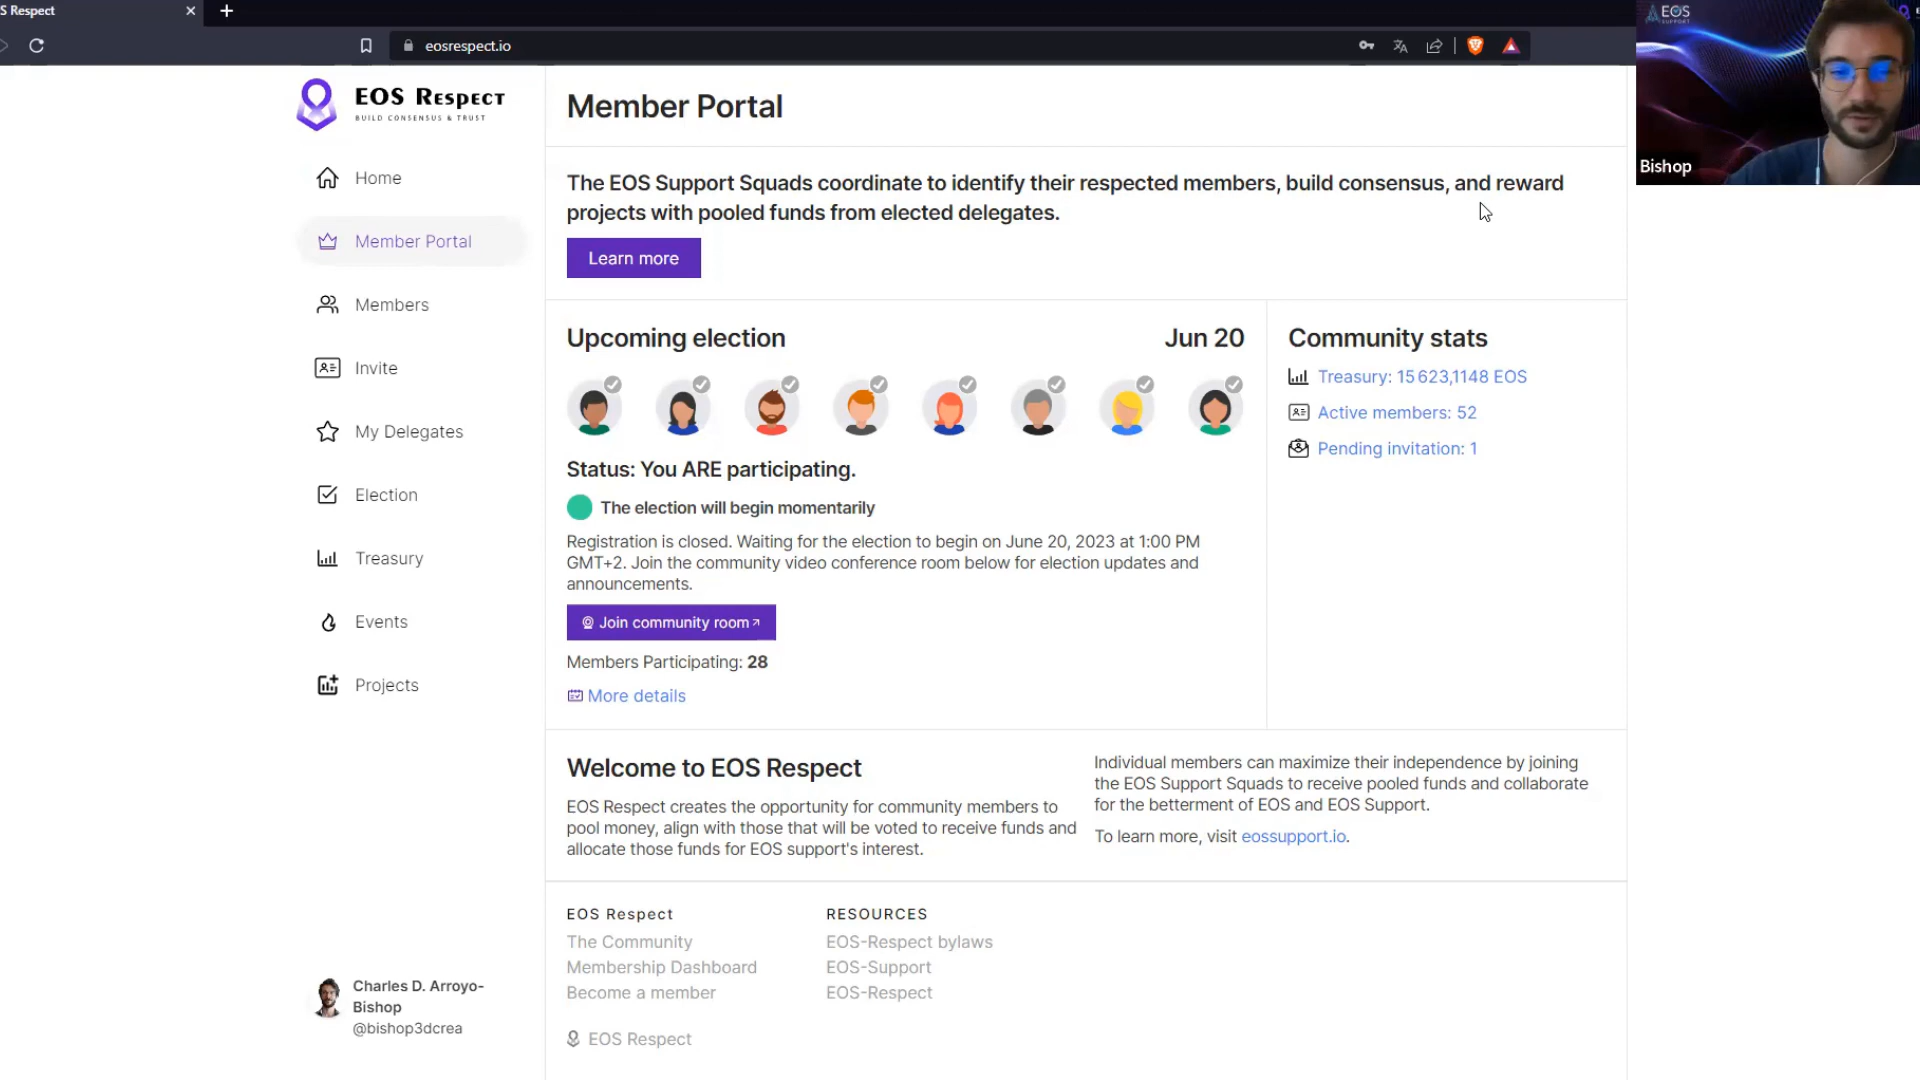 S Respect
eosrespect.io
EOS SUPPORT
Bishop
EOS Respect
BUILD CONSENSUS & TRUST
Home
Member Portal
Members
Invite
My Delegates
Election
Treasury
Events
Projects
Charles D. Arroyo-
Bishop
@bishop3dcrea
Member Portal
The EOS Support Squads coordinate to identify their respected members, build consensus, and reward
projects with pooled funds from elected delegates.
Learn more
Upcoming election
Jun 20
Status: You ARE participating.
The election will begin momentarily
Registration is closed. Waiting for the election to begin on June 20, 2023 at 1:00 PM
GMT+2. Join the community video conference room below for election updates and
announcements.
Join community room
Members Participating: 28
More details
Community stats
Treasury: 15 623,1148 EOS
Active members: 52
Pending invitation: 1
Welcome to EOS Respect
EOS Respect creates the opportunity for community members to
pool money, align with those that will be voted to receive funds and
allocate those funds for EOS support's interest.
Individual members can maximize their independence by joining
the EOS Support Squads to receive pooled funds and collaborate
for the betterment of EOS and EOS Support.
To learn more, visit eossupport.io.
EOS Respect
The Community
Membership Dashboard
Become a member
RESOURCES
EOS-Respect bylaws
EOS-Support
EOS-Respect
EOS Respect